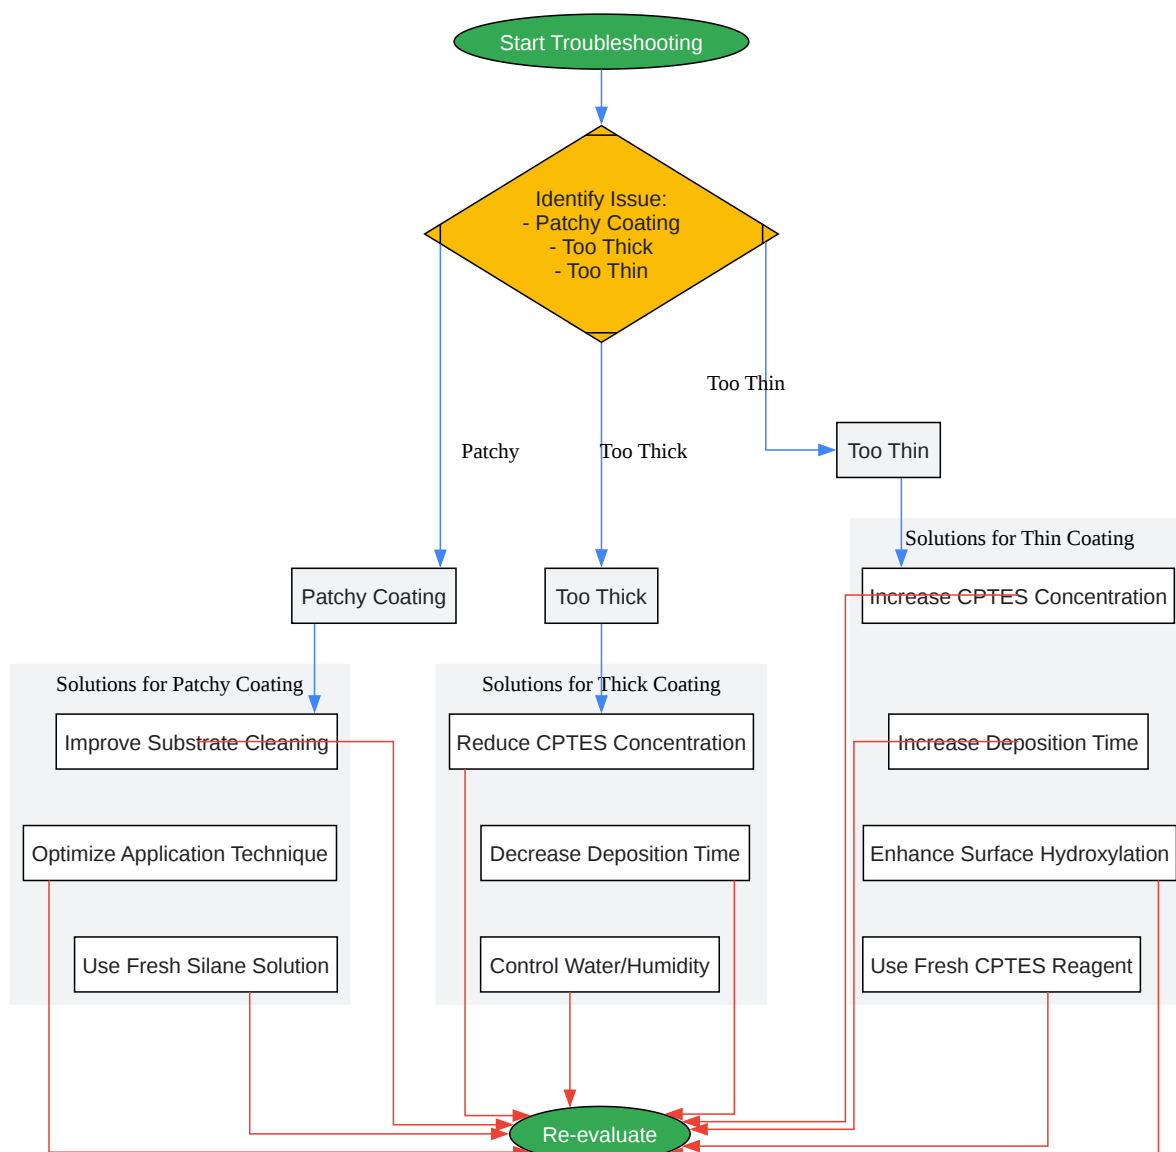 Start Troubleshooting
Identify Issue:
- Patchy Coating
- Too Thick
- Too Thin
Too Thin
Patchy
Too Thick
Too Thin
Solutions for Thin Coating
Patchy Coating
Too Thick
Increase CPTES Concentration
Solutions for Patchy Coating
Solutions for Thick Coating
Improve Substrate Cleaning
Reduce CPTES Concentration
Increase Deposition Time
Optimize Application Technique
Decrease Deposition Time
Enhance Surface Hydroxylation
Use Fresh Silane Solution
Control Water/Humidity
Use Fresh CPTES Reagent
Re-evaluate